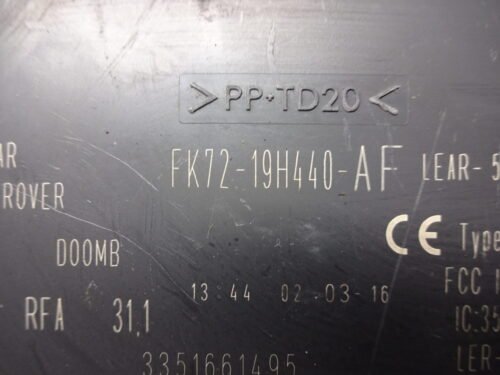 >PP+TD20<
AR FK72-19H440-AF LEAR-5
ROVER
D00MB CE Type
13 44 02-03-16 FCC I
RFA 31,1 IC:35
3351661495 LER-